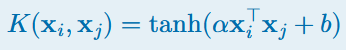 K(𝐱ᵢ, 𝐱ⱼ) = tanh(α𝐱ᵢ^⊤𝐱ⱼ + b)